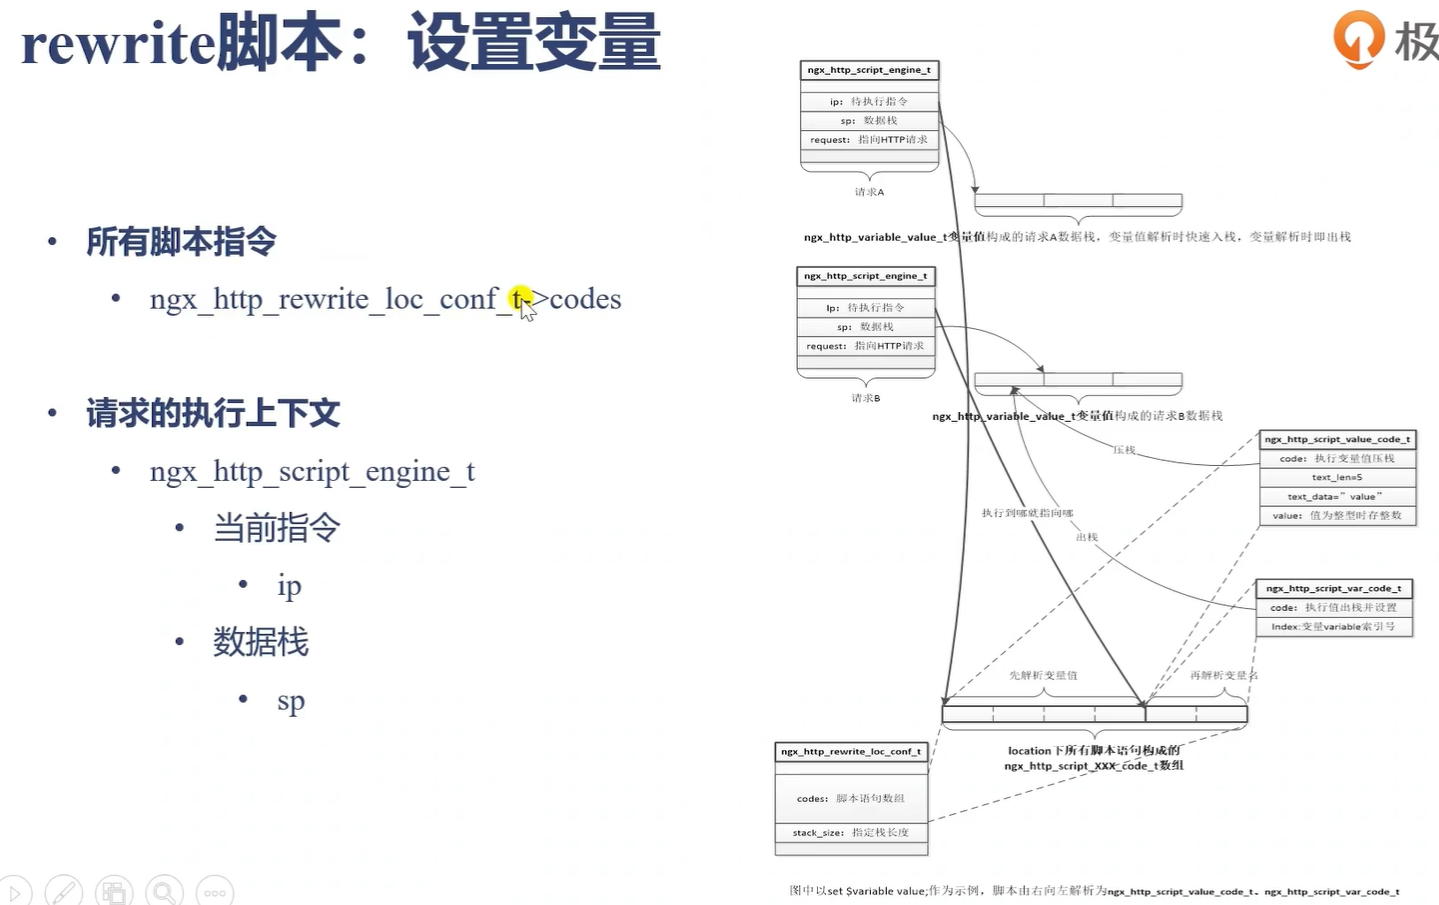 rewrite脚本：设置变量
极
所有脚本指令
ngx_http_rewrite_loc_conf_t->codes
请求的执行上下文
ngx_http_script_engine_t
当前指令
ip
数据栈
sp
ngx_http_script_engine_t
ip：待执行指令
sp：数据栈
request：指向HTTP请求
请求A
ngx_http_variable_value_t变量值构成的请求A数据栈，变量值解析时快速入栈，变量解析时即出栈
ngx_http_script_engine_t
Ip：待执行指令
sp：数据栈
request：指向HTTP请求
请求B
ngx_http_variable_value_t变量值构成的请求B数据栈
ngx_http_script_value_code_t
code：执行变量值压栈
text_len=5
text_data=”value”
value：值为整型时存整数
压栈
执行到哪就指向哪
出栈
ngx_http_script_var_code_t
code：执行值出栈并设置
Index:变量variable索引号
先解析变量值
再解析变量名
location下所有脚本语句构成的
ngx_http_script_XXX_code_t数组
ngx_http_rewrite_loc_conf_t
codes：脚本语句数组
stack_size：指定栈长度
图中以set $variable value;作为示例，脚本由右向左解析为ngx_http_script_value_code_t、ngx_http_script_var_code_t